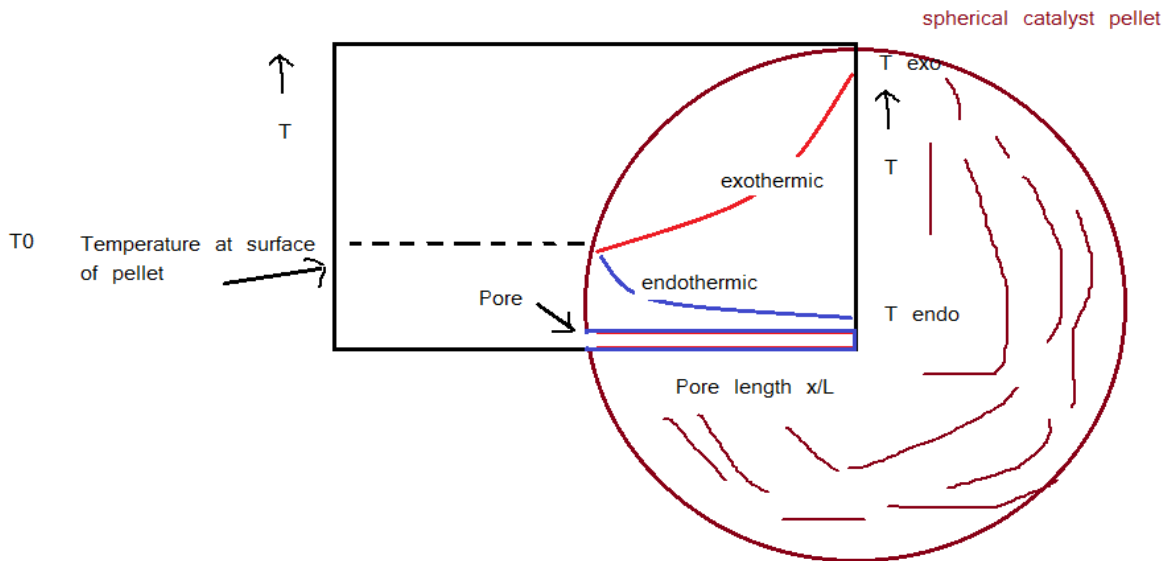 spherical catalyst pellet
T exo
T
T
exothermic
T0
Temperature at surface
of pellet
endothermic
Pore
T endo
Pore length x/L